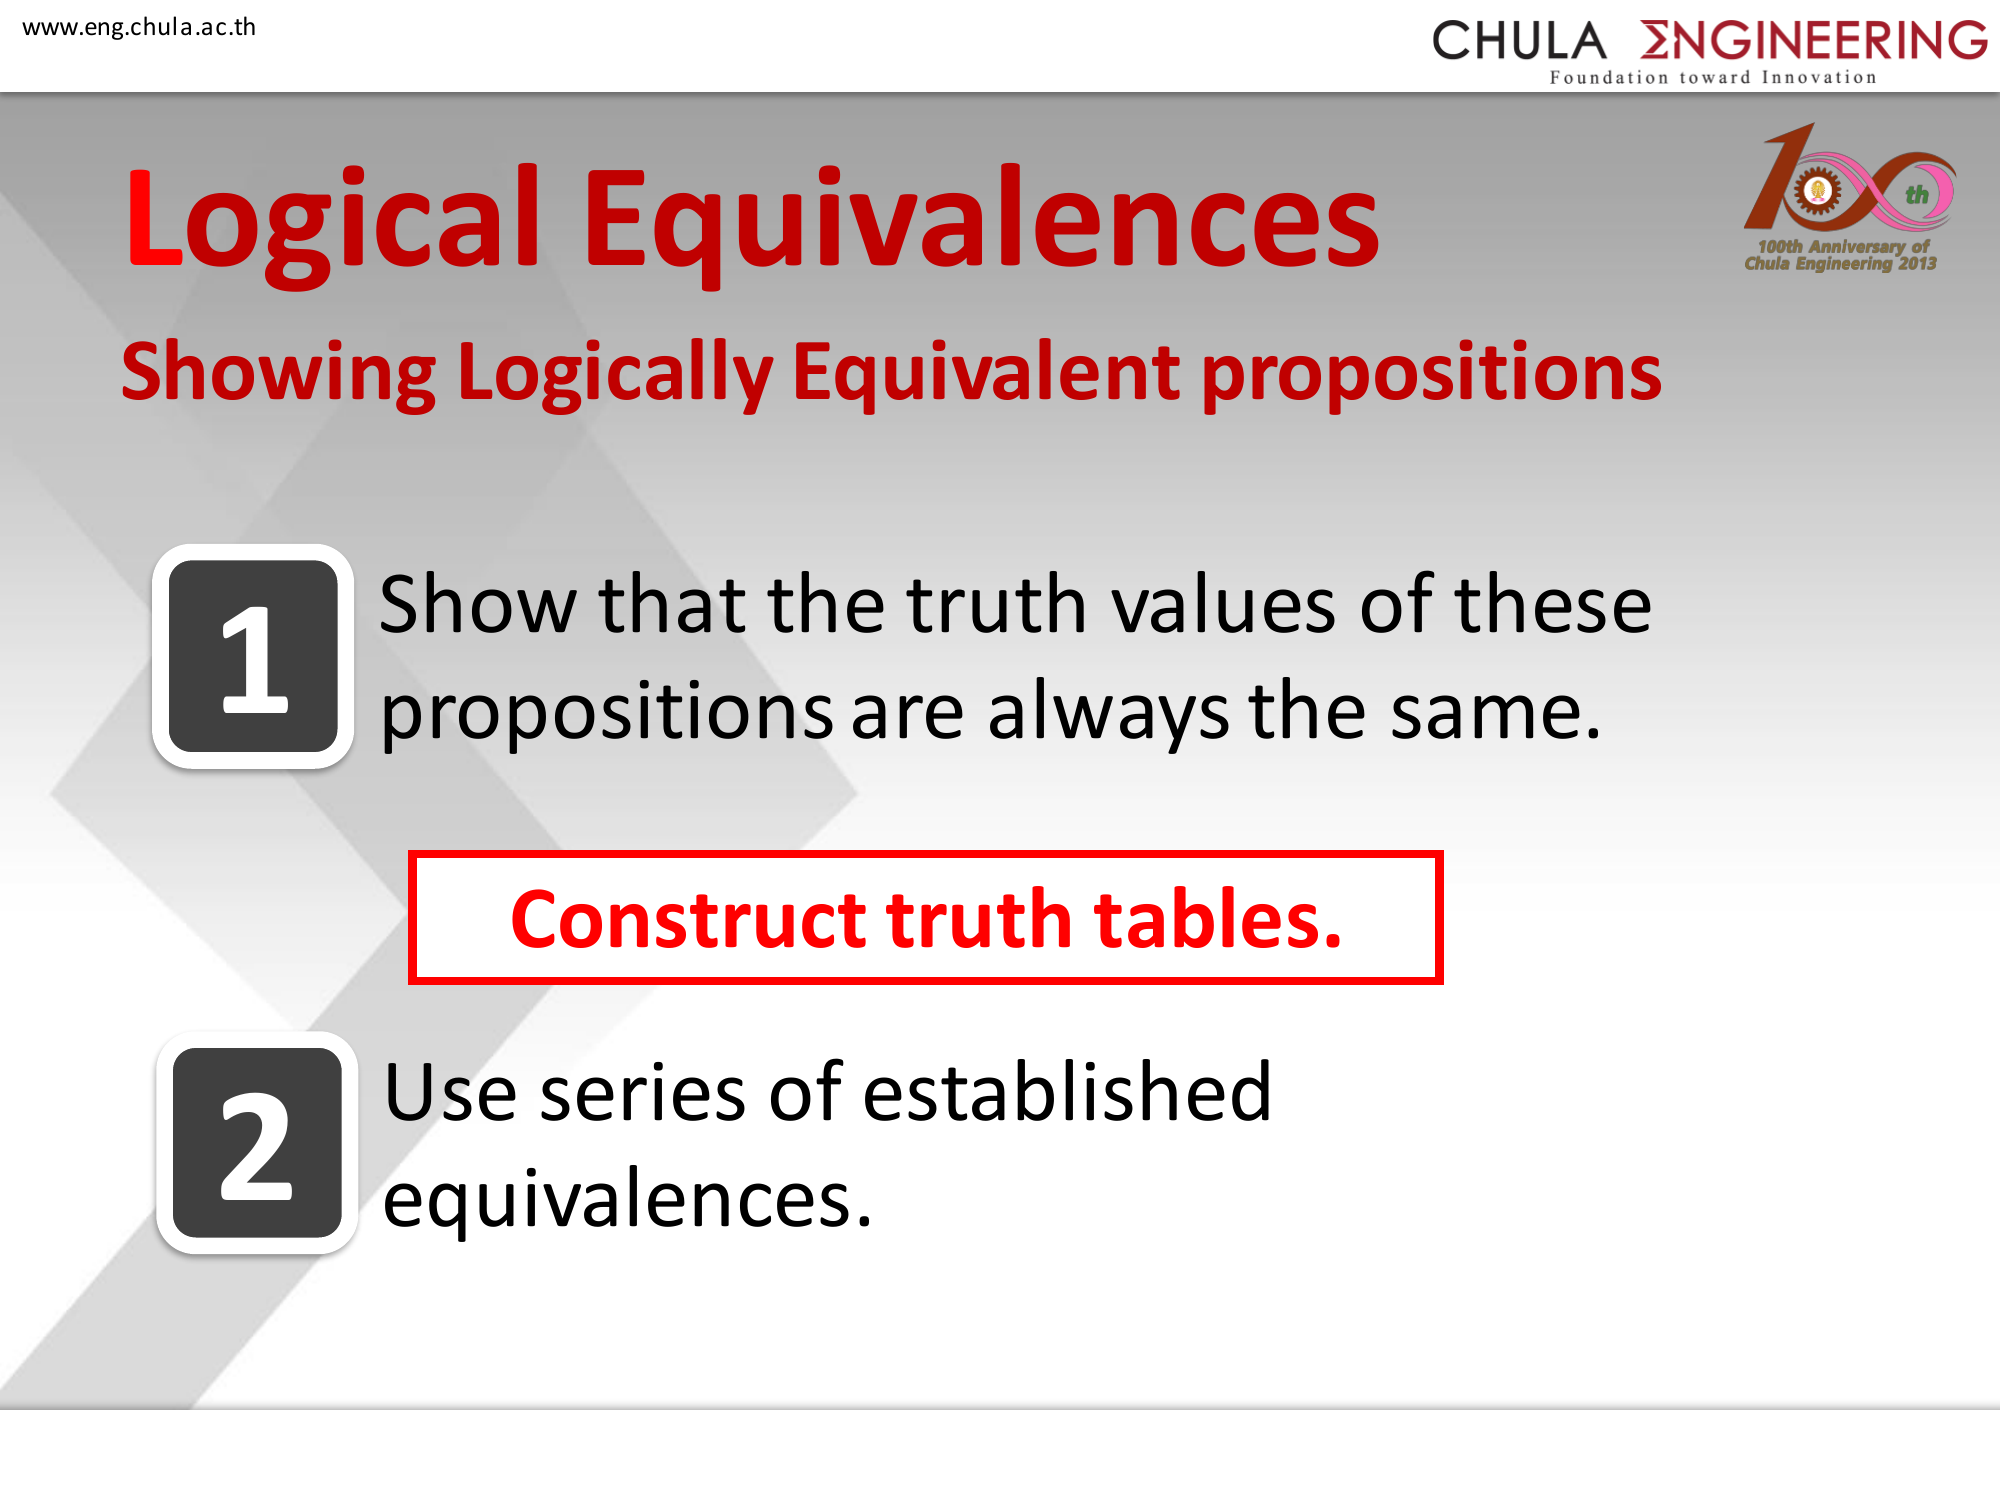 www.eng.chula.ac.th
CHULA ΣNGINEERING
Foundation toward Innovation
100th
100th Anniversary of
Chula Engineering 2013
Logical Equivalences
Showing Logically Equivalent propositions
1
Show that the truth values of these
propositions are always the same.
Construct truth tables.
2
Use series of established
equivalences.